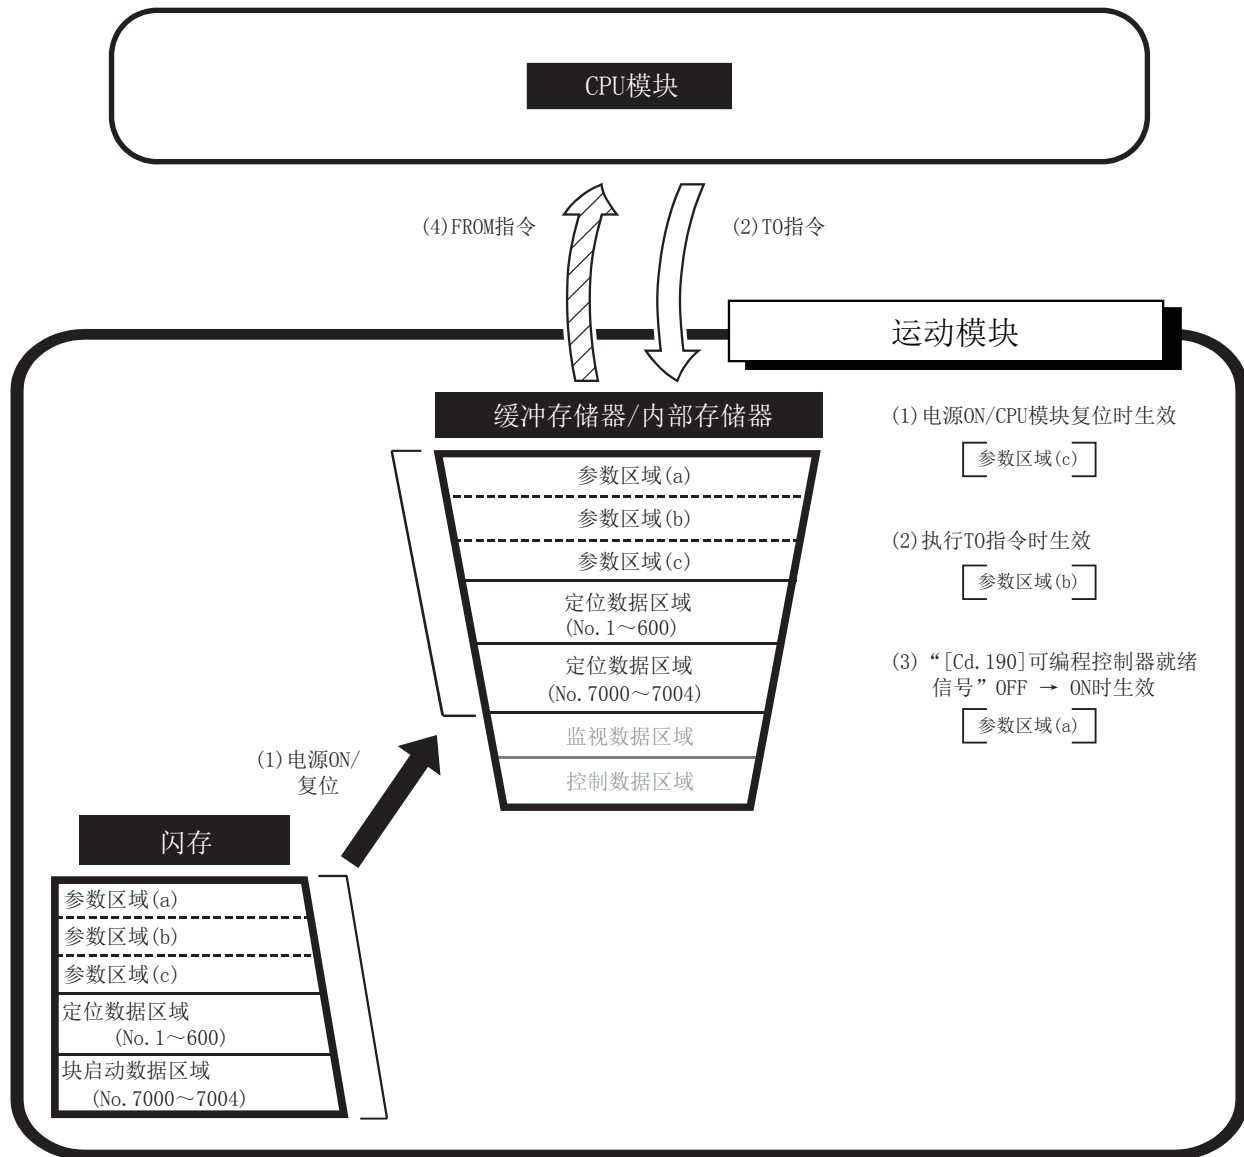 CPU模块
(4)FROM指令
(2)TO指令
运动模块
缓冲存储器/内部存储器
参数区域(a)
参数区域(b)
参数区域(c)
定位数据区域
(No.1～600)
定位数据区域
(No.7000～7004)
监视数据区域
控制数据区域
(1)电源ON/CPU模块复位时生效
参数区域(c)
(2)执行TO指令时生效
参数区域(b)
(3)“[Cd.190]可编程控制器就绪
信号”OFF → ON时生效
参数区域(a)
(1)电源ON/
复位
闪存
参数区域(a)
参数区域(b)
参数区域(c)
定位数据区域
(No.1～600)
块启动数据区域
(No.7000～7004)